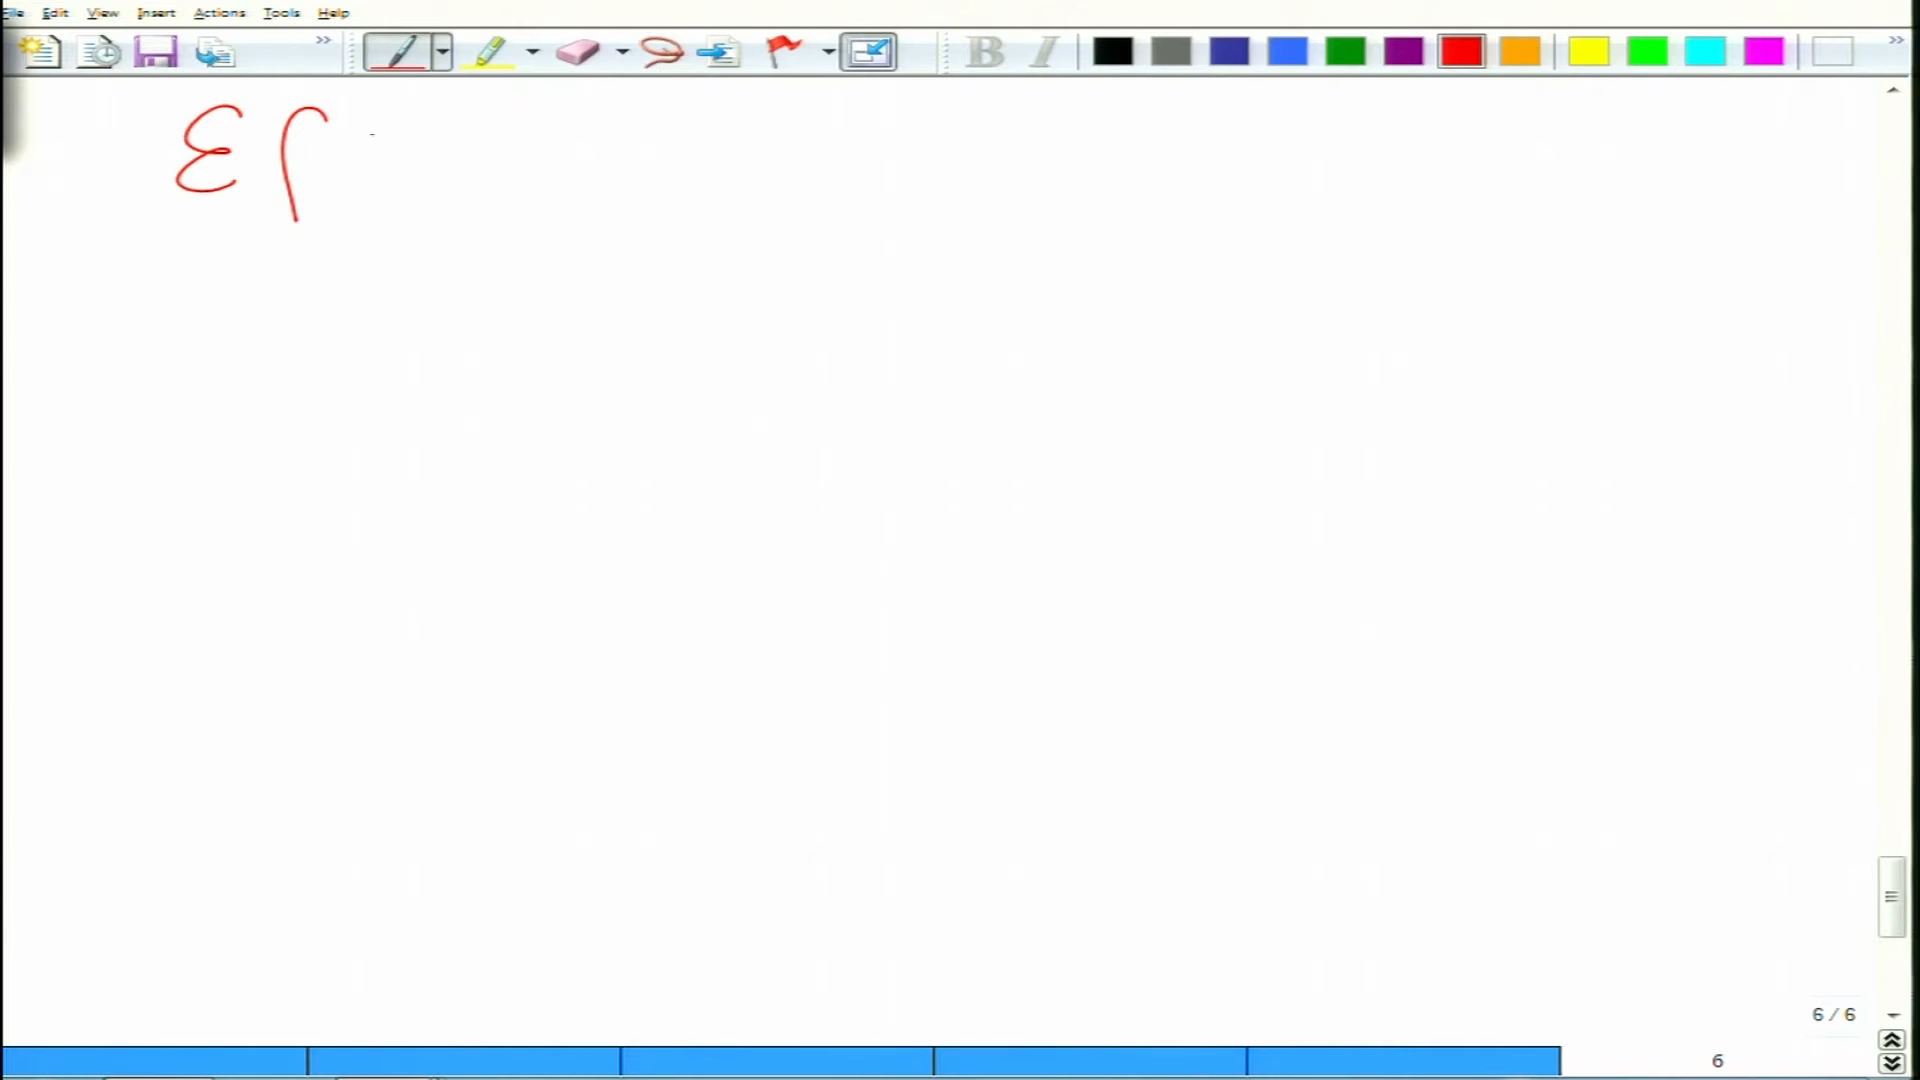 File Edit View Insert Actions Tools Help
B I
ε
6 / 6
6